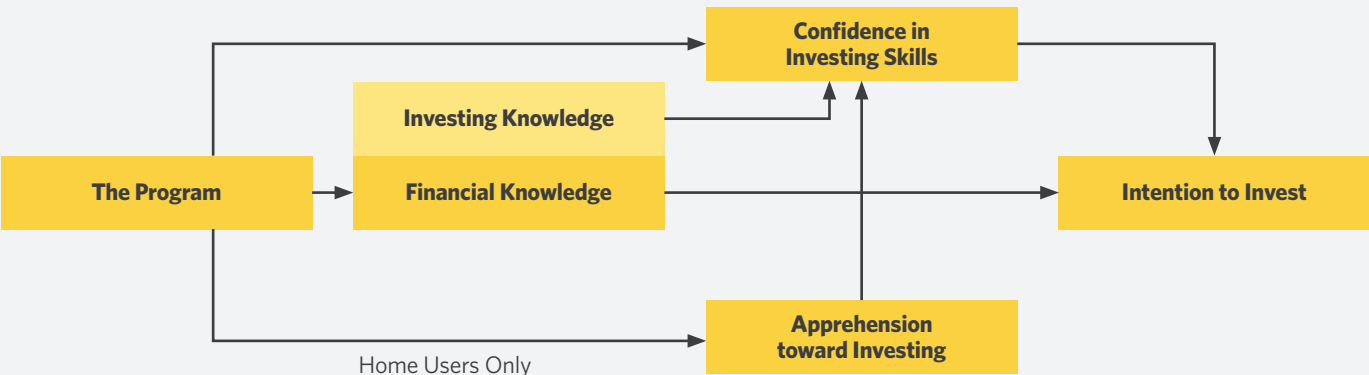 Confidence in
Investing Skills
Investing Knowledge
The Program
Financial Knowledge
Intention to Invest
Apprehension
toward Investing
Home Users Only